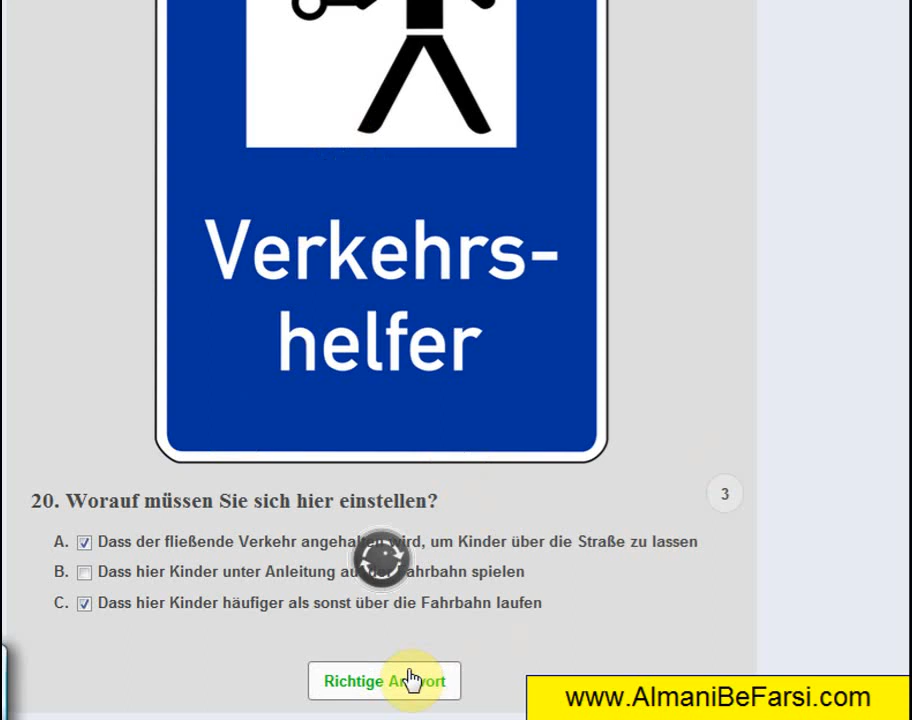 Verkehrs-
helfer
20. Worauf müssen Sie sich hier einstellen?
3
A. Dass der fließende Verkehr angehalten wird, um Kinder über die Straße zu lassen
B. Dass hier Kinder unter Anleitung auf der Fahrbahn spielen
C. Dass hier Kinder häufiger als sonst über die Fahrbahn laufen
Richtige Antwort
www.AlmaniBeFarsi.com